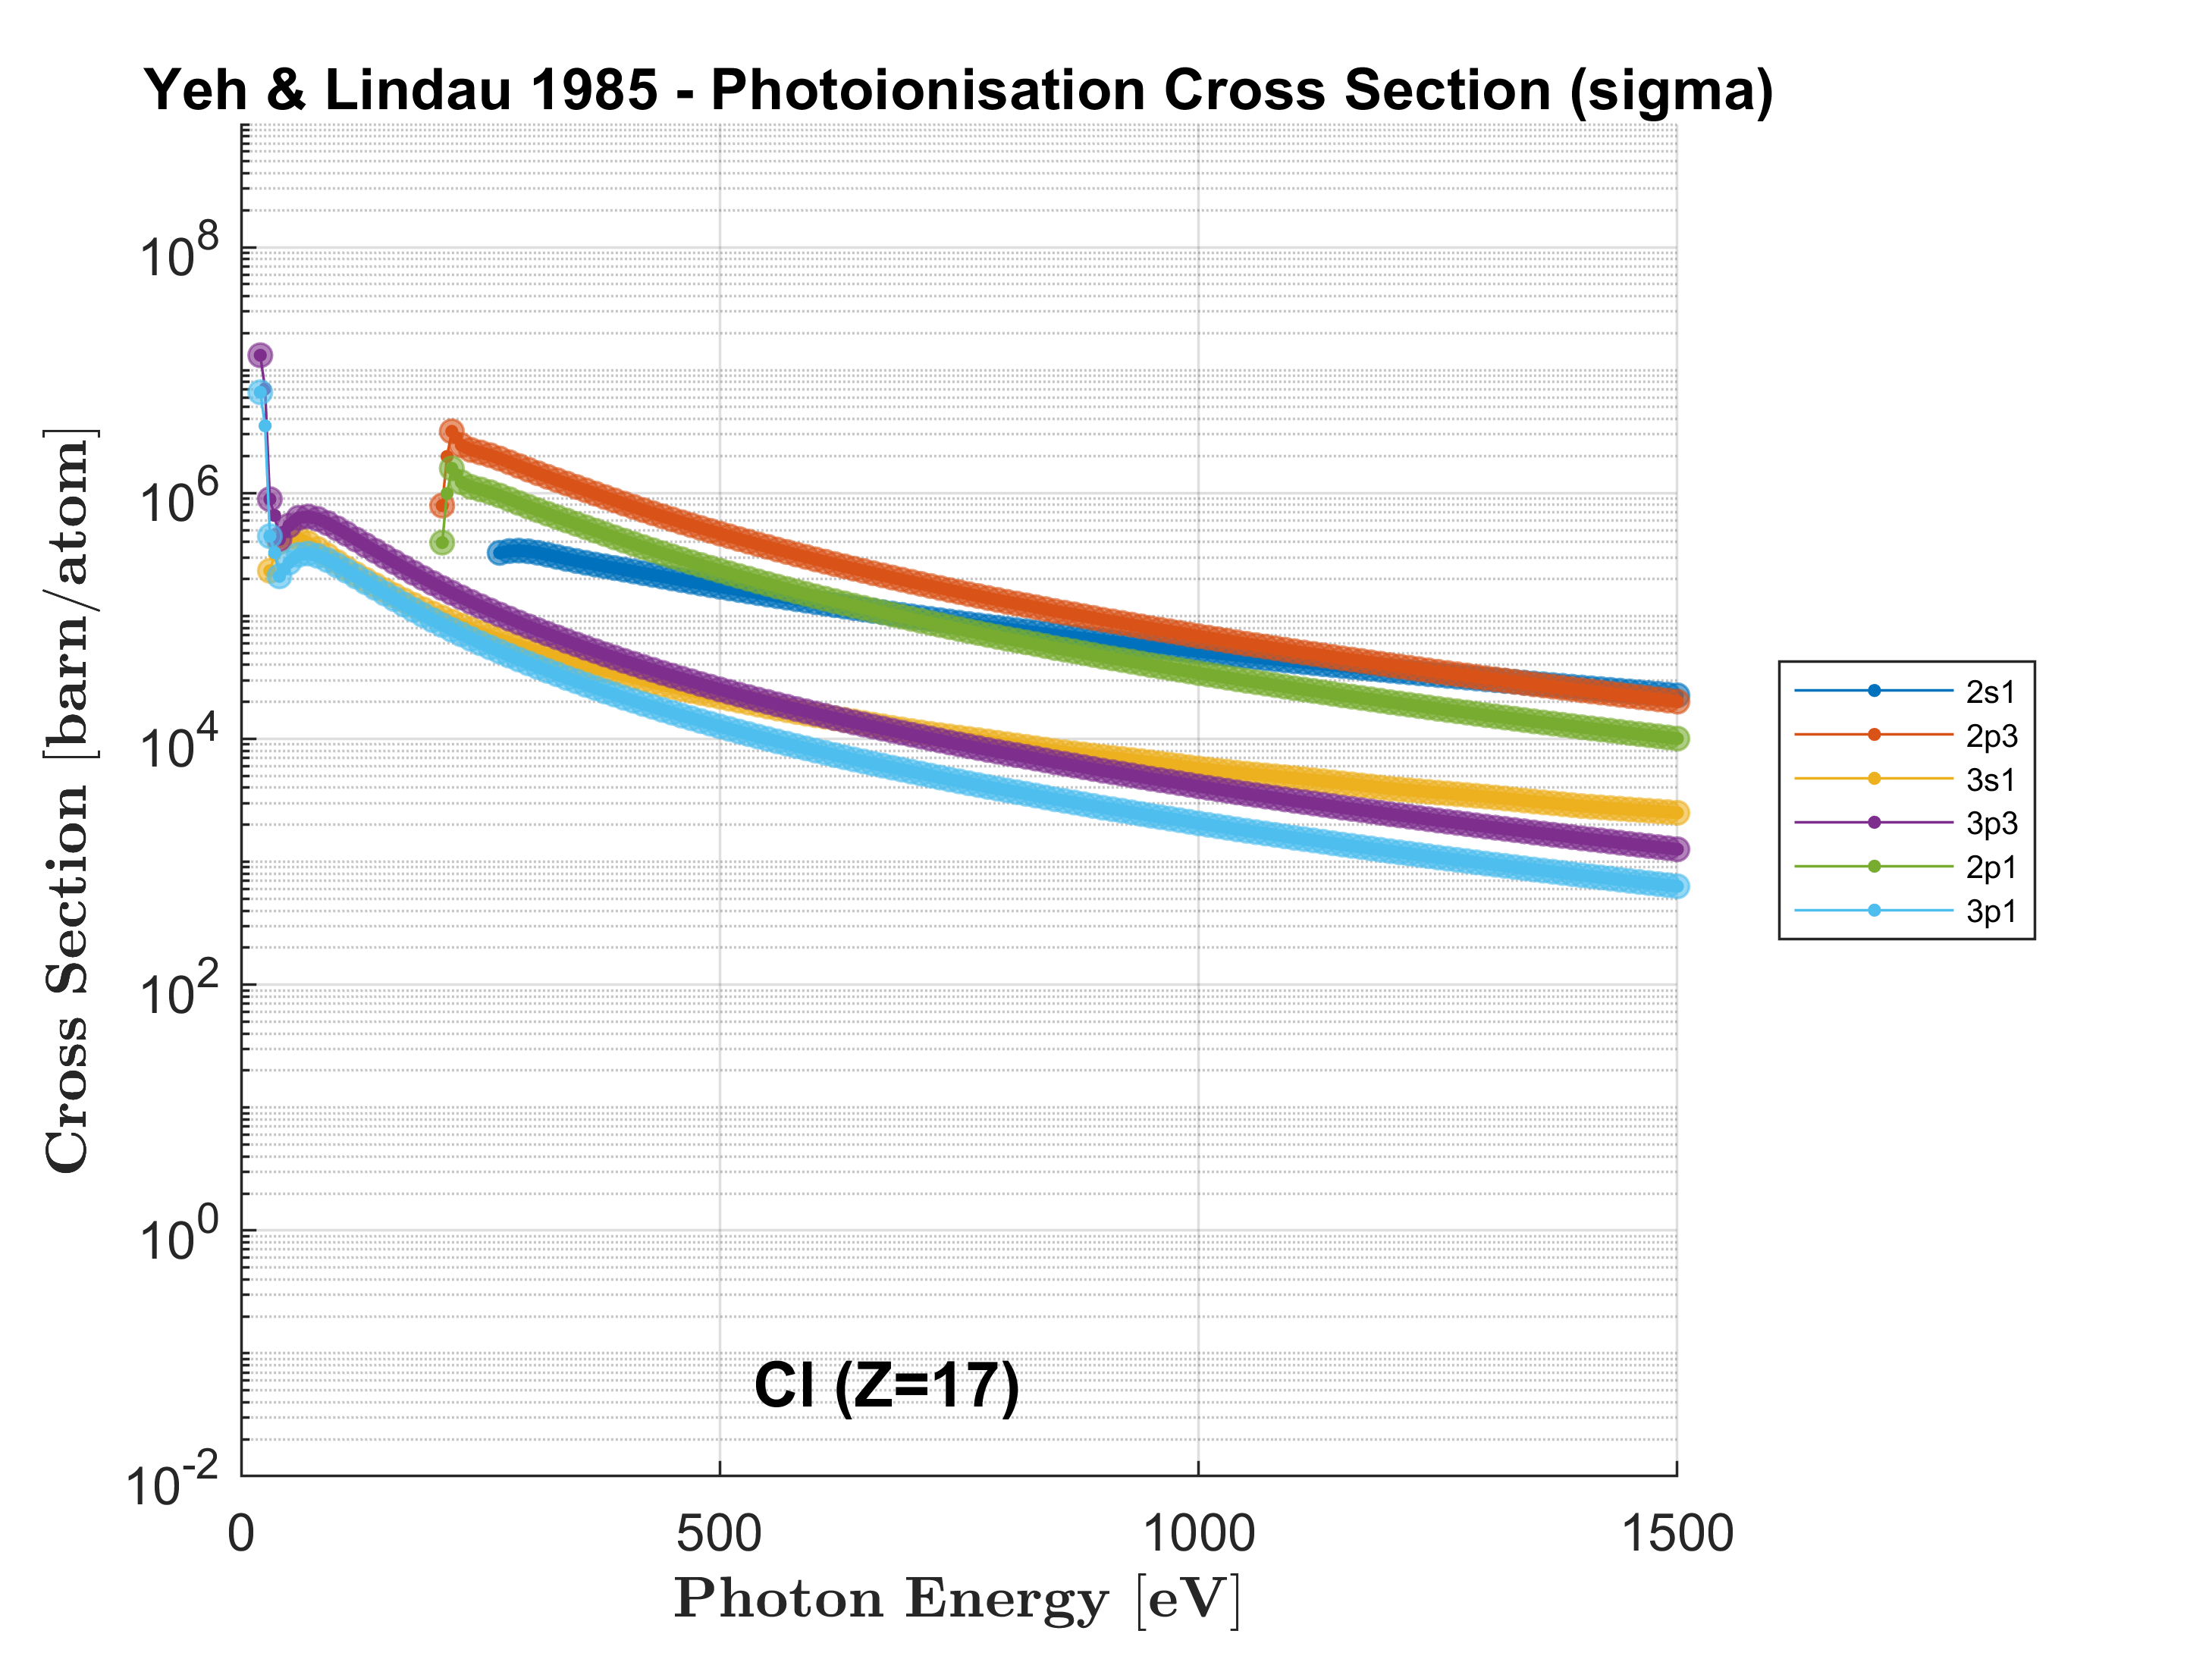 Yeh & Lindau 1985 - Photoionisation Cross Section (sigma)
Cross Section [barn/atom]
10^8
10^6
10^4
10^2
10^0
10^-2
2s1
2p3
3s1
3p3
2p1
3p1
Cl (Z=17)
0 500 1000 1500
Photon Energy [eV]